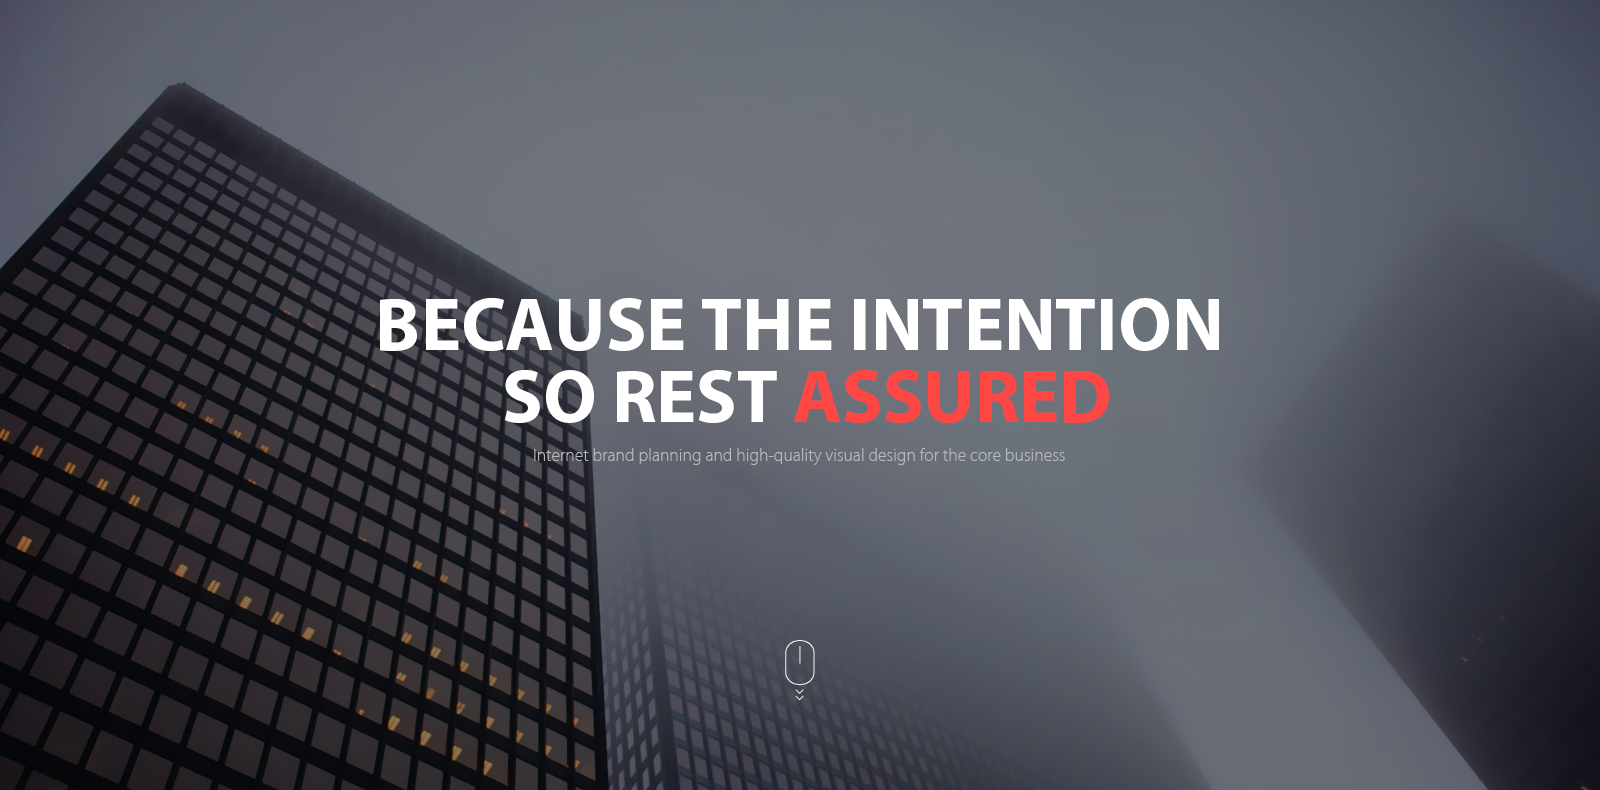 BECAUSE THE INTENTION
SO REST ASSURED
Internet brand planning and high-quality visual design for the core business